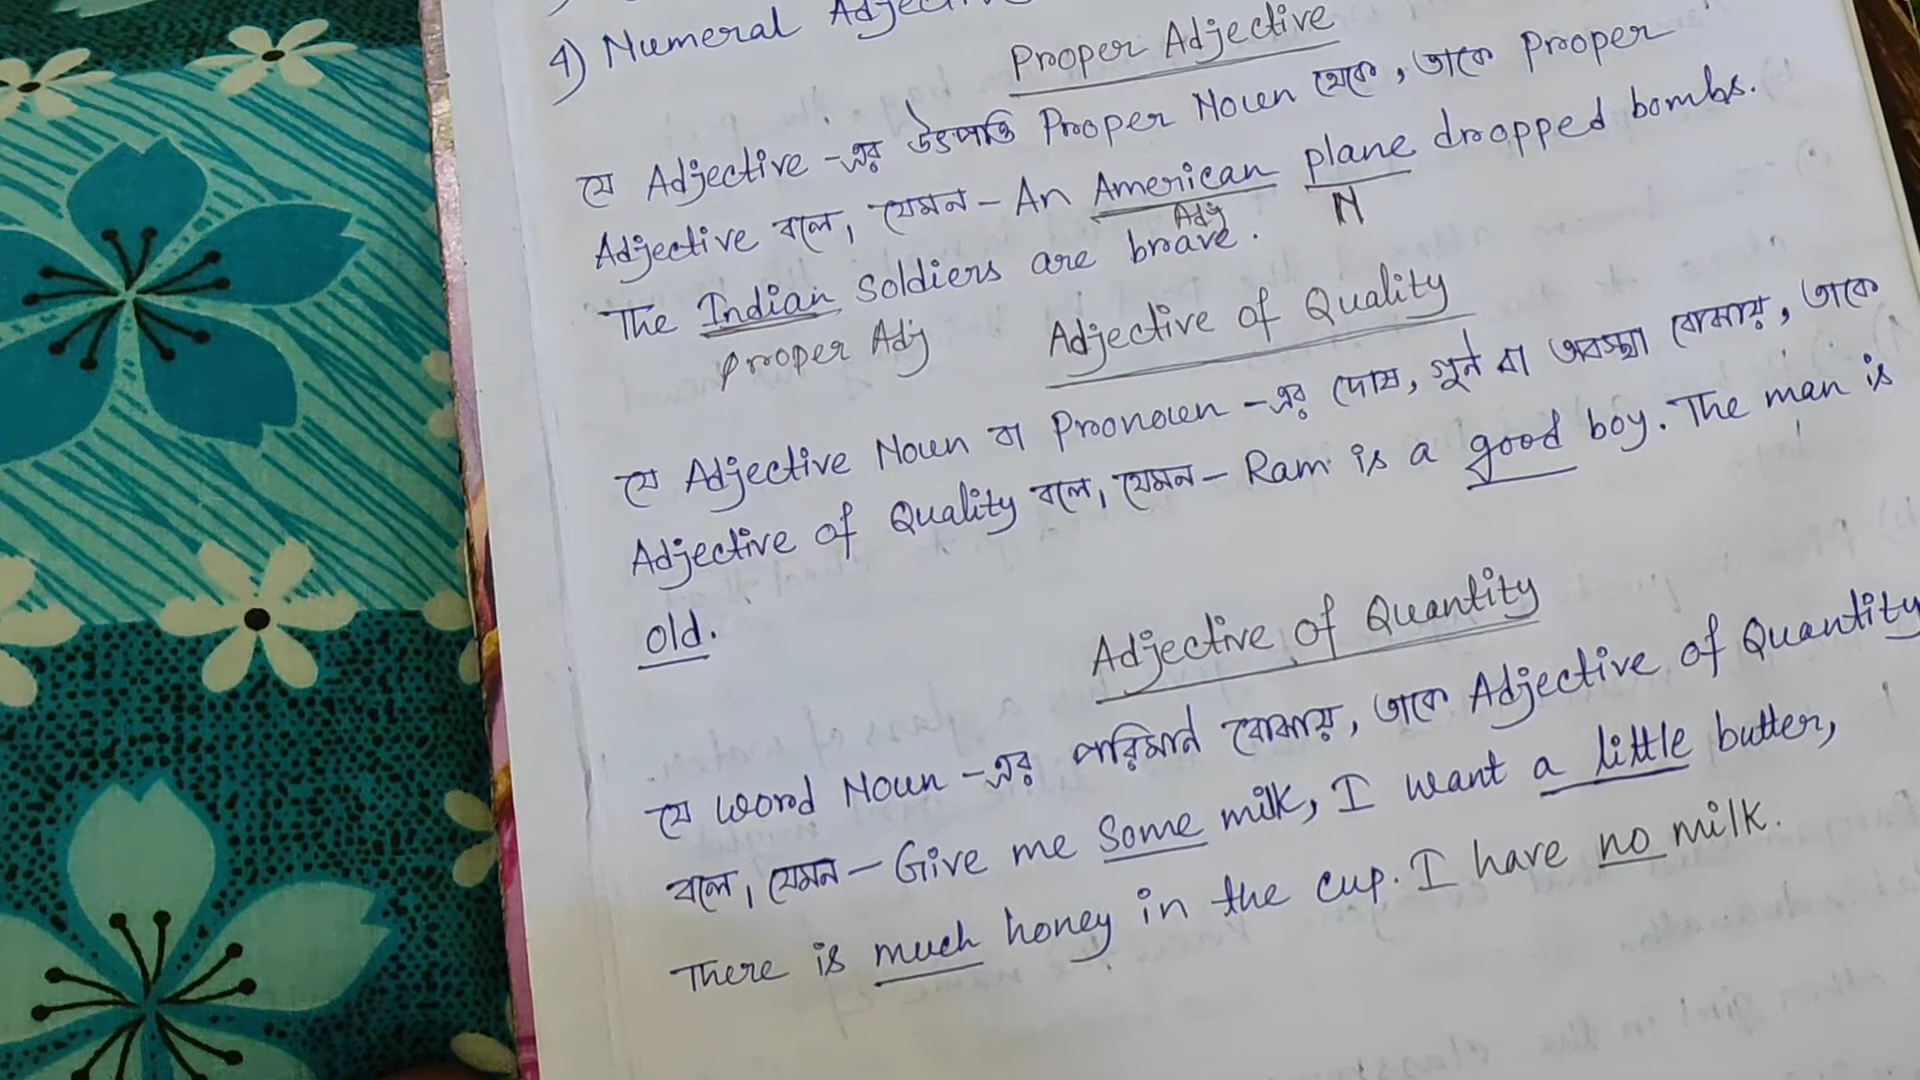 4) Numeral Adjective
Proper Adjective
যে Adjective -এর উৎপত্তি Proper Noun থেকে, তাকে Proper
Adjective বলে, যেমন- An American plane dropped bombs.
Adj N
The Indian Soldiers are brave.
Proper Adj
Adjective of Quality
যে Adjective Noun বা Pronoun -এর দোষ, গুর্ন বা অবস্থা বোঝায়, তাকে
Adjective of Quality বলে, যেমন- Ram is a good boy. The man is
old.
Adjective of Quantity
যে word Noun -এর পরিমার্ন বোঝায়, তাকে Adjective of Quantity
বলে, যেমন- Give me Some milk, I want a little butter,
There is much honey in the cup. I have no milk.